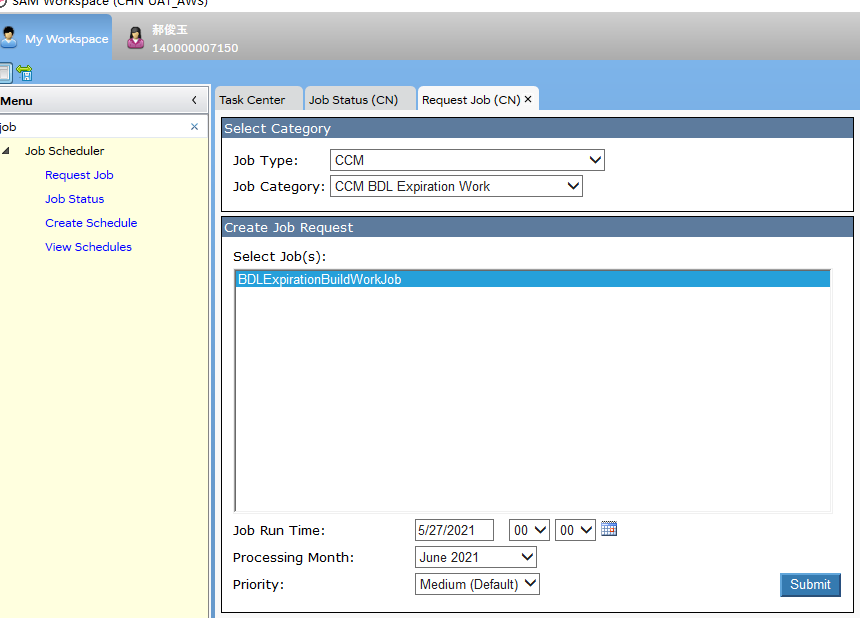 SAM Workspace (CHN UAT_AWS)
My Workspace
郝俊玉
140000007150
Menu
job
Job Scheduler
Request Job
Job Status
Create Schedule
View Schedules
Task Center
Job Status (CN)
Request Job (CN)
Select Category
Job Type: CCM
Job Category: CCM BDL Expiration Work
Create Job Request
Select Job(s):
BDLExpirationBuildWorkJob
Job Run Time: 5/27/2021 00 00
Processing Month: June 2021
Priority: Medium (Default)
Submit